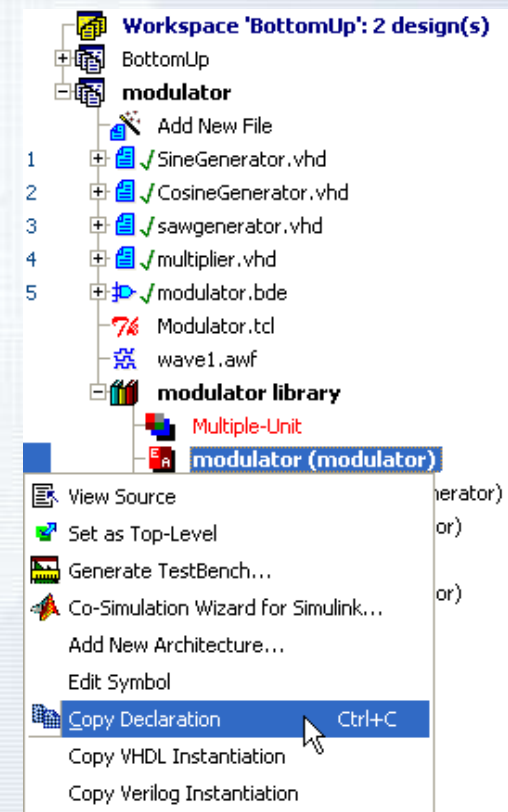 Workspace 'BottomUp': 2 design(s)
BottomUp
modulator
Add New File
1 SineGenerator.vhd
2 CosineGenerator.vhd
3 sawgenerator.vhd
4 multiplier.vhd
5 modulator.bde
Modulator.tcl
wave1.awf
modulator library
Multiple-Unit
modulator (modulator)
View Source nerator)
Set as Top-Level or)
Generate TestBench...
Co-Simulation Wizard for Simulink... or)
Add New Architecture...
Edit Symbol
Copy Declaration Ctrl+C
Copy VHDL Instantiation
Copy Verilog Instantiation